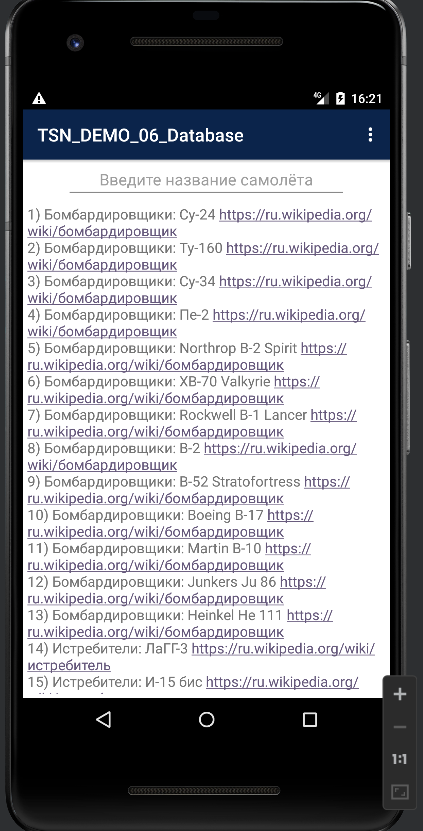 4G 16:21
TSN_DEMO_06_Database
Введите название самолёта
1) Бомбардировщики: Су-24 https://ru.wikipedia.org/
wiki/бомбардировщик
2) Бомбардировщики: Ту-160 https://ru.wikipedia.org/
wiki/бомбардировщик
3) Бомбардировщики: Су-34 https://ru.wikipedia.org/
wiki/бомбардировщик
4) Бомбардировщики: Пе-2 https://ru.wikipedia.org/
wiki/бомбардировщик
5) Бомбардировщики: Northrop B-2 Spirit https://
ru.wikipedia.org/wiki/бомбардировщик
6) Бомбардировщики: XB-70 Valkyrie https://
ru.wikipedia.org/wiki/бомбардировщик
7) Бомбардировщики: Rockwell B-1 Lancer https://
ru.wikipedia.org/wiki/бомбардировщик
8) Бомбардировщики: B-2 https://ru.wikipedia.org/
wiki/бомбардировщик
9) Бомбардировщики: B-52 Stratofortress https://
ru.wikipedia.org/wiki/бомбардировщик
10) Бомбардировщики: Boeing B-17 https://
ru.wikipedia.org/wiki/бомбардировщик
11) Бомбардировщики: Martin B-10 https://
ru.wikipedia.org/wiki/бомбардировщик
12) Бомбардировщики: Junkers Ju 86 https://
ru.wikipedia.org/wiki/бомбардировщик
13) Бомбардировщики: Heinkel He 111 https://
ru.wikipedia.org/wiki/бомбардировщик
14) Истребители: ЛаГГ-3 https://ru.wikipedia.org/wiki/
истребитель
15) Истребители: И-15 бис https://ru.wikipedia.org/
1:1